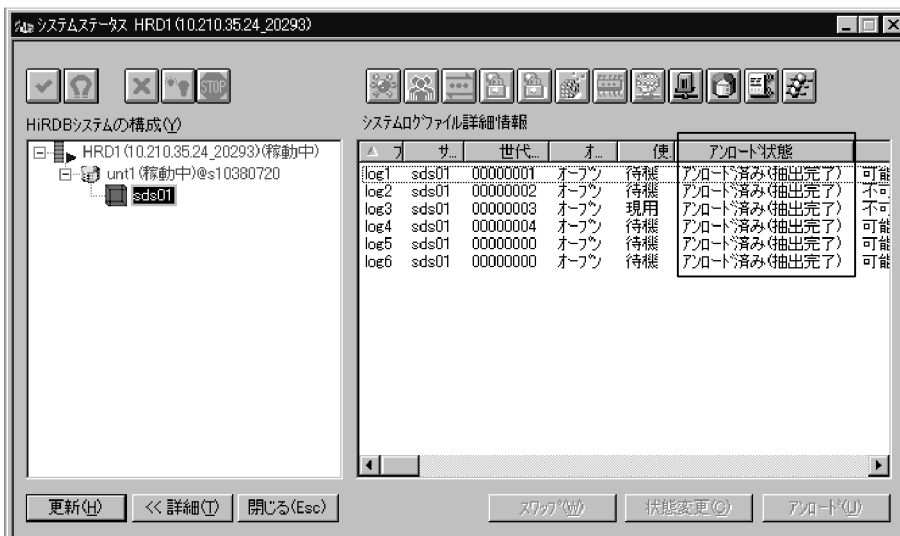 システムステータス HRD1(10.210.35.24_20293)
STOP
HiRDBシステムの構成(Y)
システムログファイル詳細情報
HRD1(10.210.35.24_20293)(稼動中)
unt1(稼動中)@s10380720
sds01
フ サ... 世代... オ... 使. アンロード状態
log1 sds01 00000001 オープン 待機 アンロード済み(抽出完了) 可能
log2 sds01 00000002 オープン 待機 アンロード済み(抽出完了) 不可
log3 sds01 00000003 オープン 現用 アンロード済み(抽出完了) 不可
log4 sds01 00000004 オープン 待機 アンロード済み(抽出完了) 可能
log5 sds01 00000000 オープン 待機 アンロード済み(抽出完了) 可能
log6 sds01 00000000 オープン 待機 アンロード済み(抽出完了) 可能
更新(H) << 詳細(T) 閉じる(Esc) スワップ(W) 状態変更(C) アンロード(U)